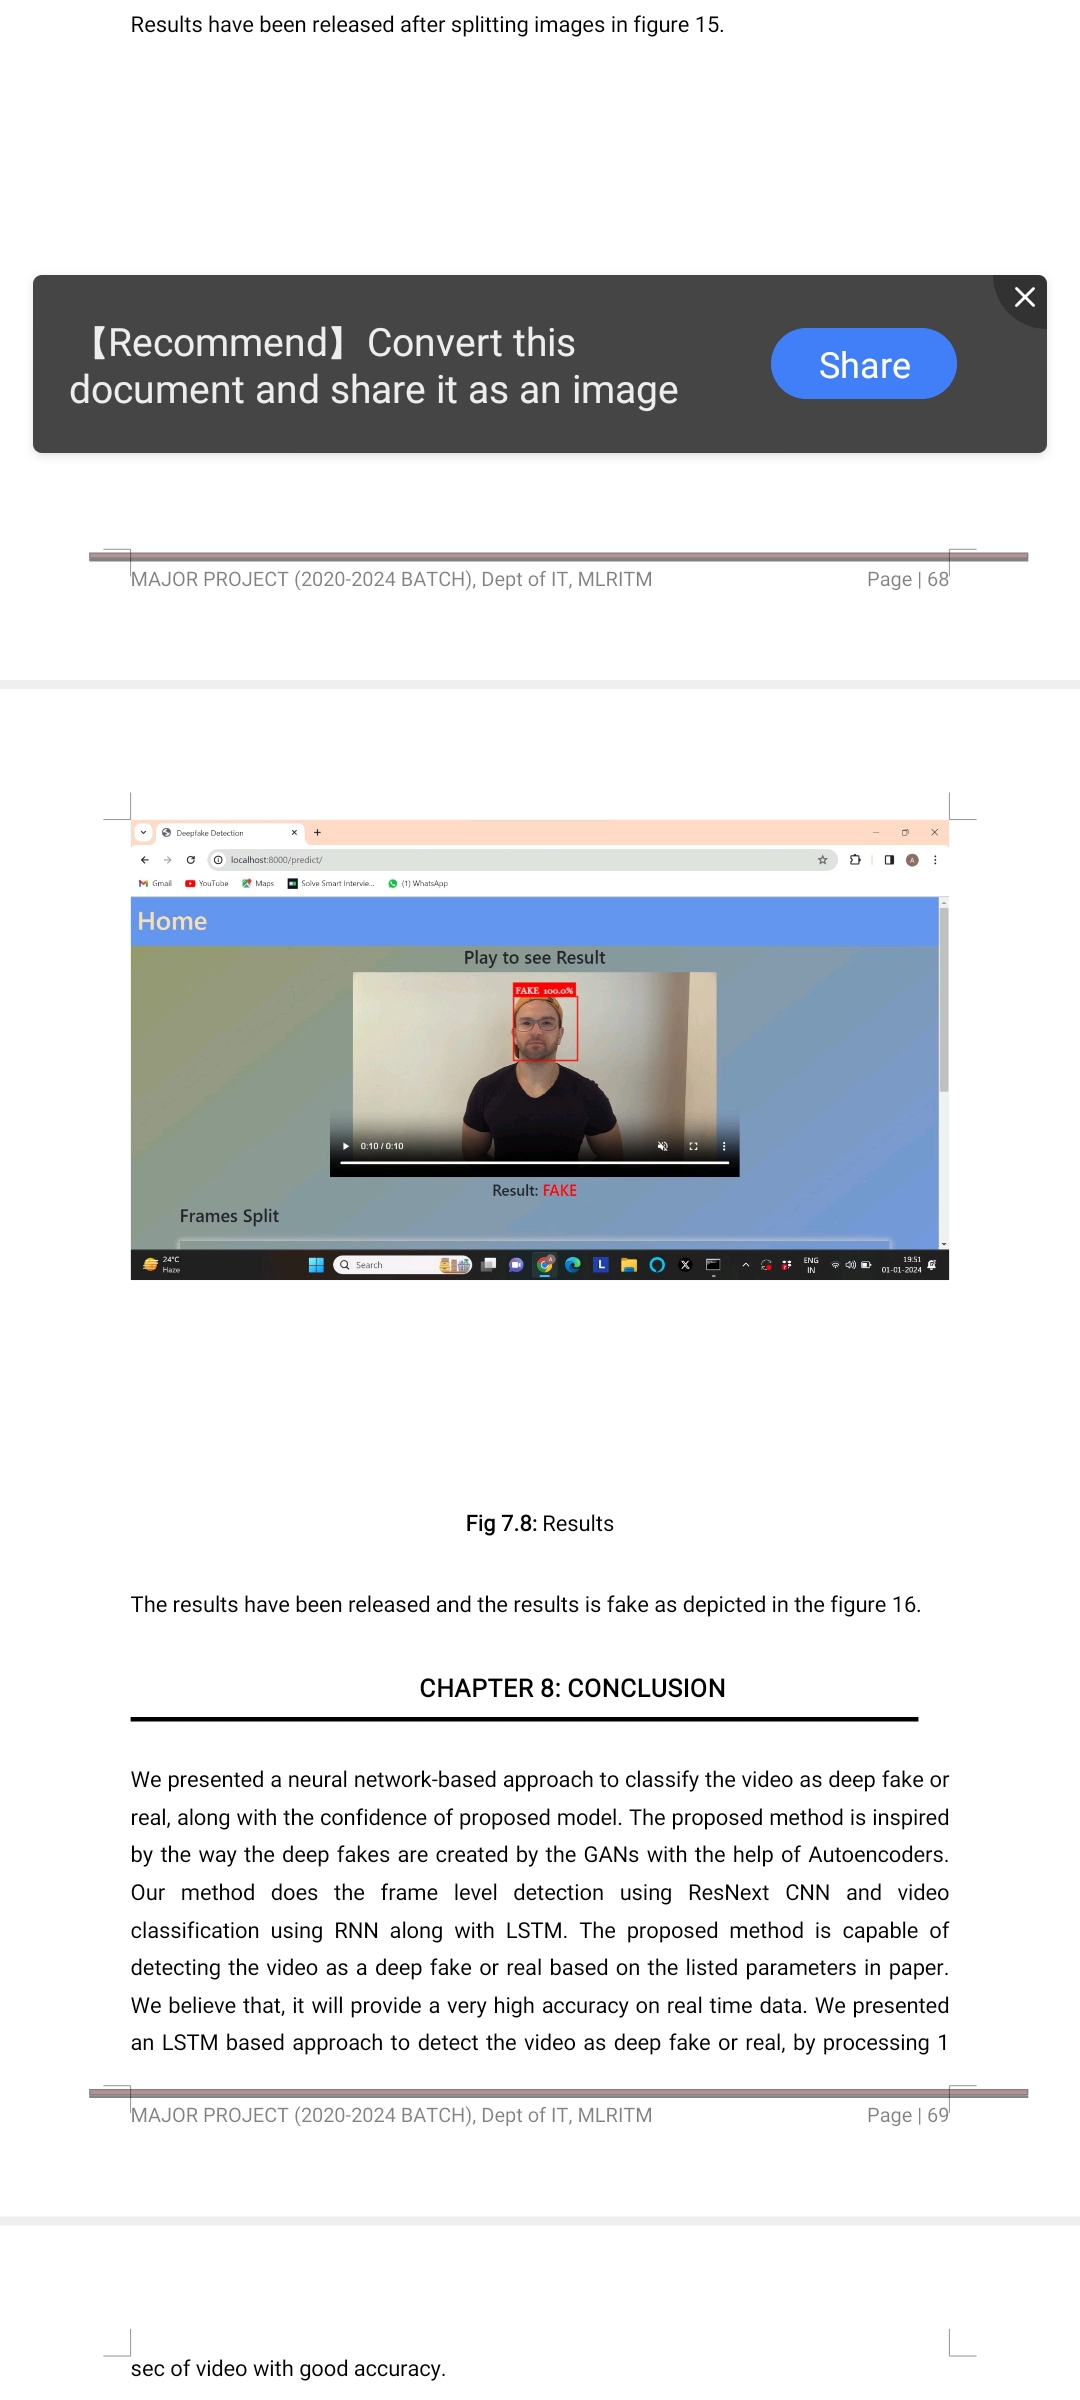 Results have been released after splitting images in figure 15.
【Recommend】 Convert this
document and share it as an image
Share
MAJOR PROJECT (2020-2024 BATCH), Dept of IT, MLRITM
Page | 68
Deepfake Detection
localhost:8000/predict/
Gmail
YouTube
Maps
Solve Smart Intervie...
(1) WhatsApp
A
Home
Play to see Result
FAKE 100.0%
0:10 / 0:10
Result: FAKE
Frames Split
24°C
Haze
Search
ENG
IN
19:51
01-01-2024
Fig 7.8: Results
The results have been released and the results is fake as depicted in the figure 16.
CHAPTER 8: CONCLUSION
We presented a neural network-based approach to classify the video as deep fake or
real, along with the confidence of proposed model. The proposed method is inspired
by the way the deep fakes are created by the GANs with the help of Autoencoders.
Our method does the frame level detection using ResNext CNN and video
classification using RNN along with LSTM. The proposed method is capable of
detecting the video as a deep fake or real based on the listed parameters in paper.
We believe that, it will provide a very high accuracy on real time data. We presented
an LSTM based approach to detect the video as deep fake or real, by processing 1
MAJOR PROJECT (2020-2024 BATCH), Dept of IT, MLRITM
Page | 69
sec of video with good accuracy.